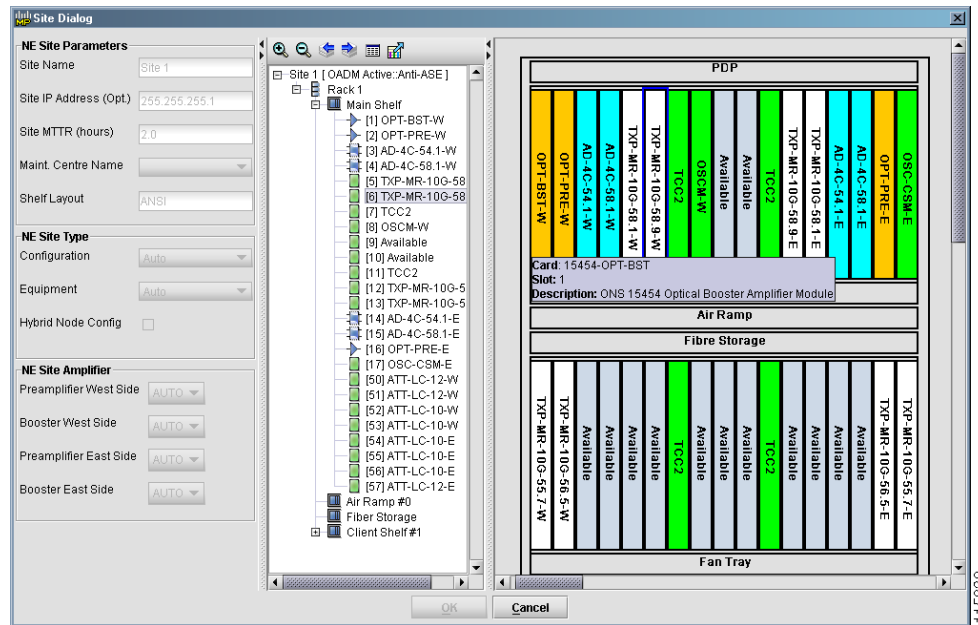 MP Site Dialog
NE Site Parameters
Site Name
Site 1
Site IP Address (Opt.)
255.255.255.1
Site MTTR (hours)
2.0
Maint. Centre Name
Shelf Layout
ANSI
NE Site Type
Configuration
Auto
Equipment
Auto
Hybrid Node Config
NE Site Amplifier
Preamplifier West Side
AUTO
Booster West Side
AUTO
Preamplifier East Side
AUTO
Booster East Side
AUTO
Site 1 [ OADM Active::Anti-ASE ]
Rack 1
Main Shelf
[1] OPT-BST-W
[2] OPT-PRE-W
[3] AD-4C-54.1-W
[4] AD-4C-58.1-W
[5] TXP-MR-10G-58
[6] TXP-MR-10G-58
[7] TCC2
[8] OSCM-W
[9] Available
[10] Available
[11] TCC2
[12] TXP-MR-10G-5
[13] TXP-MR-10G-5
[14] AD-4C-54.1-E
[15] AD-4C-58.1-E
[16] OPT-PRE-E
[17] OSC-CSM-E
[50] ATT-LC-12-W
[51] ATT-LC-12-W
[52] ATT-LC-10-W
[53] ATT-LC-10-W
[54] ATT-LC-10-E
[55] ATT-LC-10-E
[56] ATT-LC-10-E
[57] ATT-LC-12-E
Air Ramp #0
Fiber Storage
Client Shelf #1
PDP
OPT-BST-W
OPT-PRE-W
AD-4C-54.1-W
AD-4C-58.1-W
TXP-MR-10G-58.1-W
TXP-MR-10G-58.9-W
TCC2
OSCM-W
Available
Available
TCC2
TXP-MR-10G-58.9-E
TXP-MR-10G-58.1-E
AD-4C-54.1-E
AD-4C-58.1-E
OPT-PRE-E
OSC-CSM-E
Card: 15454-OPT-BST
Slot: 1
Description: ONS 15454 Optical Booster Amplifier Module
Air Ramp
Fibre Storage
TXP-MR-10G-55.7-W
TXP-MR-10G-56.5-W
Available
Available
Available
Available
TCC2
Available
Available
Available
TCC2
Available
Available
Available
Available
TXP-MR-10G-56.5-E
TXP-MR-10G-55.7-E
Fan Tray
OK
Cancel